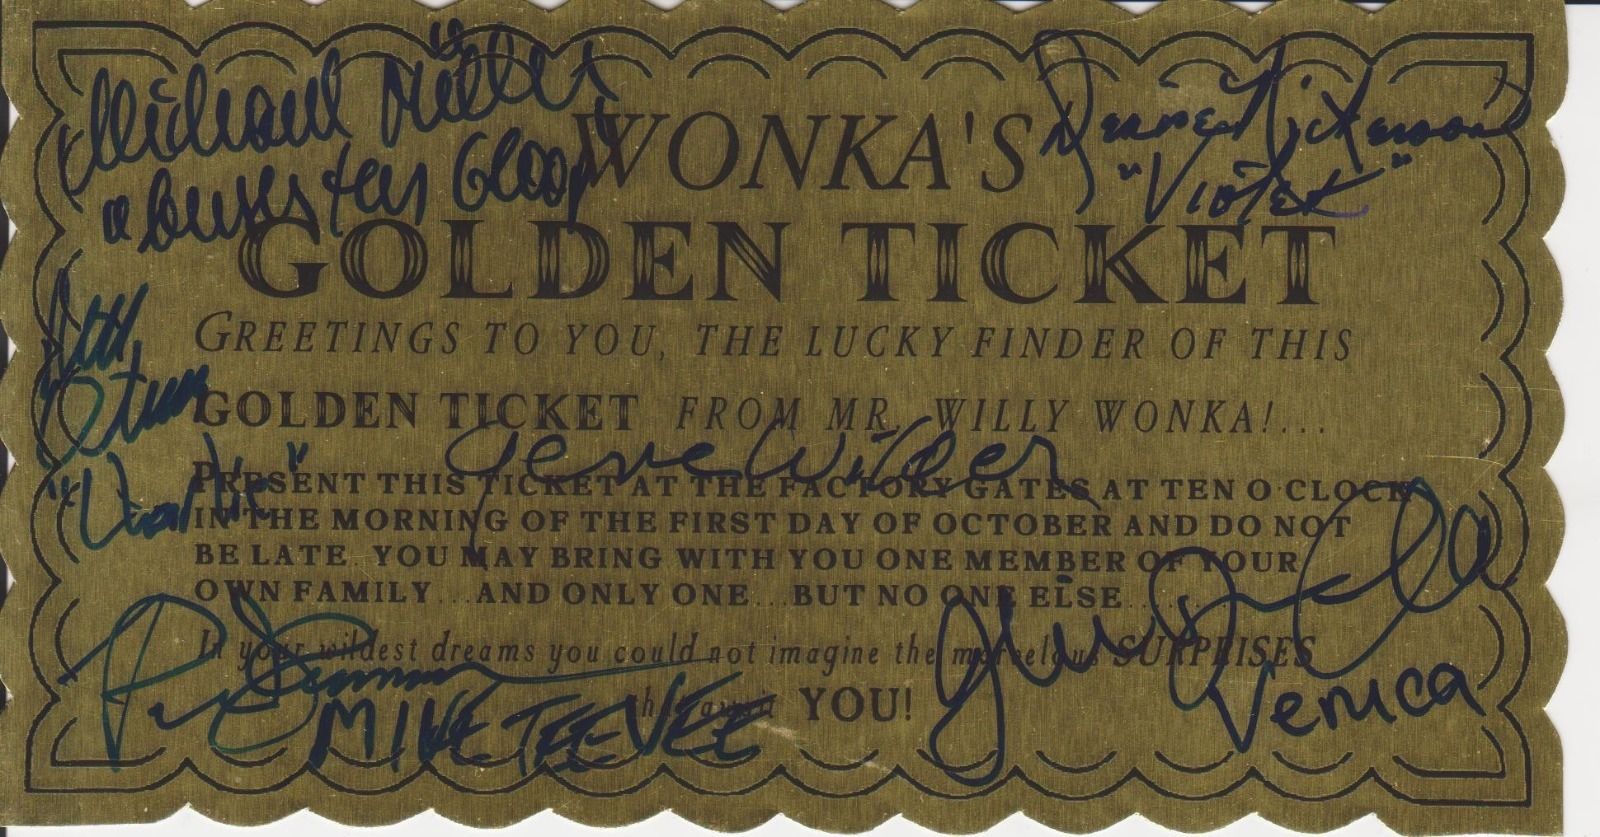 Michael Böllner
"Augustus Gloop"
Denise Nickerson
"Violet"
WONKA'S
GOLDEN TICKET
GREETINGS TO YOU, THE LUCKY FINDER OF THIS
GOLDEN TICKET FROM MR. WILLY WONKA!...
Peter
Ostrum
"Charlie"
Gene Wilder
PRESENT THIS TICKET AT THE FACTORY GATES AT TEN O'CLOCK
IN THE MORNING OF THE FIRST DAY OF OCTOBER AND DO NOT
BE LATE. YOU MAY BRING WITH YOU ONE MEMBER OF YOUR
OWN FAMILY...AND ONLY ONE...BUT NO ONE ELSE.......
In your wildest dreams you could not imagine the marvelous SURPRISES
that await YOU!
MIKE TEEVEE
Julie Dawn Cole
Veruca